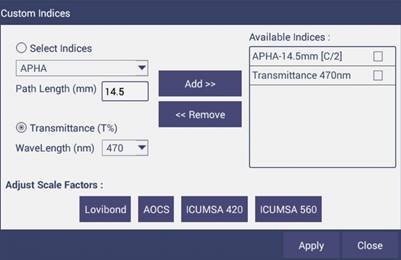 Custom Indices
Select Indices
APHA
Path Length (mm) 14.5
Transmittance (T%)
WaveLength (nm) 470
Add >>
<< Remove
Available Indices :
APHA-14.5mm [C/2]
Transmittance 470nm
Adjust Scale Factors :
Lovibond AOCS ICUMSA 420 ICUMSA 560
Apply Close